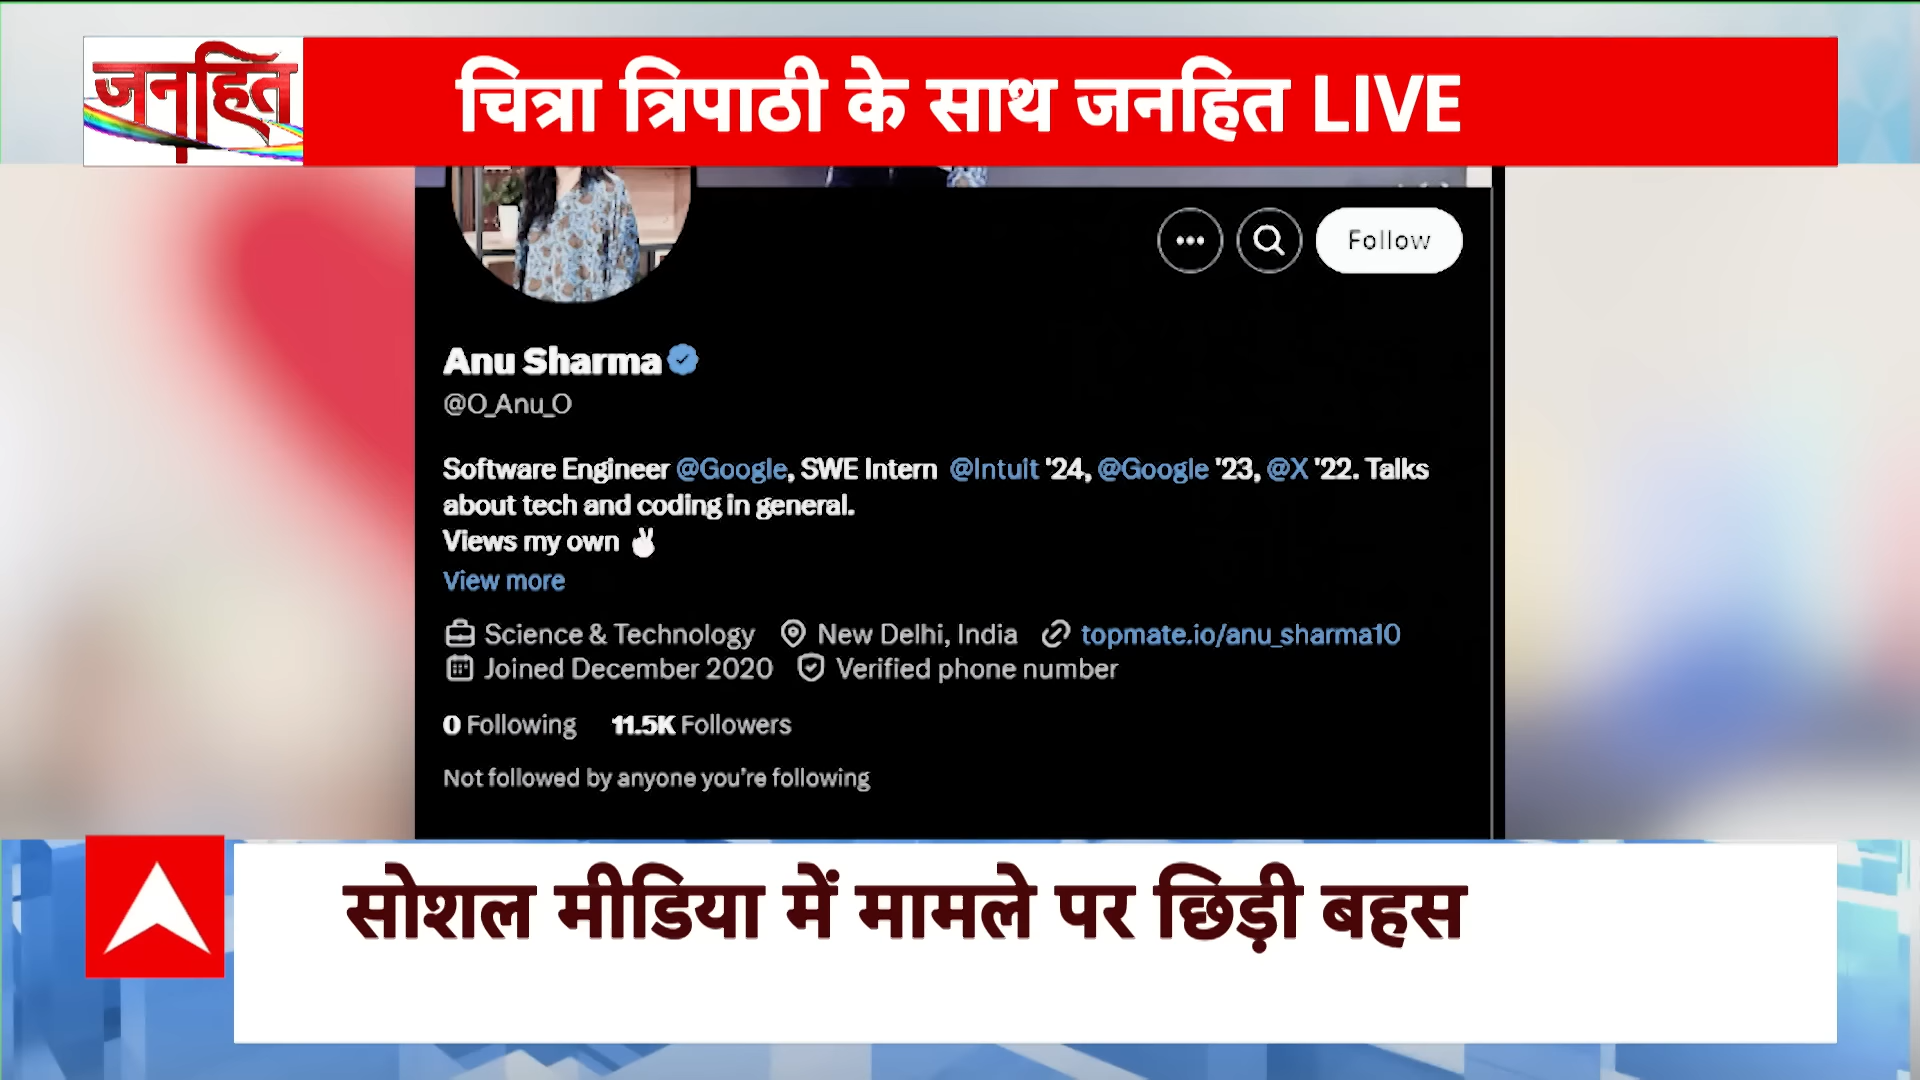 जनहित
चित्रा त्रिपाठी के साथ जनहित LIVE
Follow
Anu Sharma
@O_Anu_O
Software Engineer @Google, SWE Intern @Intuit '24, @Google '23, @X '22. Talks
about tech and coding in general.
Views my own ✌
View more
Science & Technology New Delhi, India topmate.io/anu_sharma10
Joined December 2020 Verified phone number
0 Following 11.5K Followers
Not followed by anyone you're following
सोशल मीडिया में मामले पर छिड़ी बहस